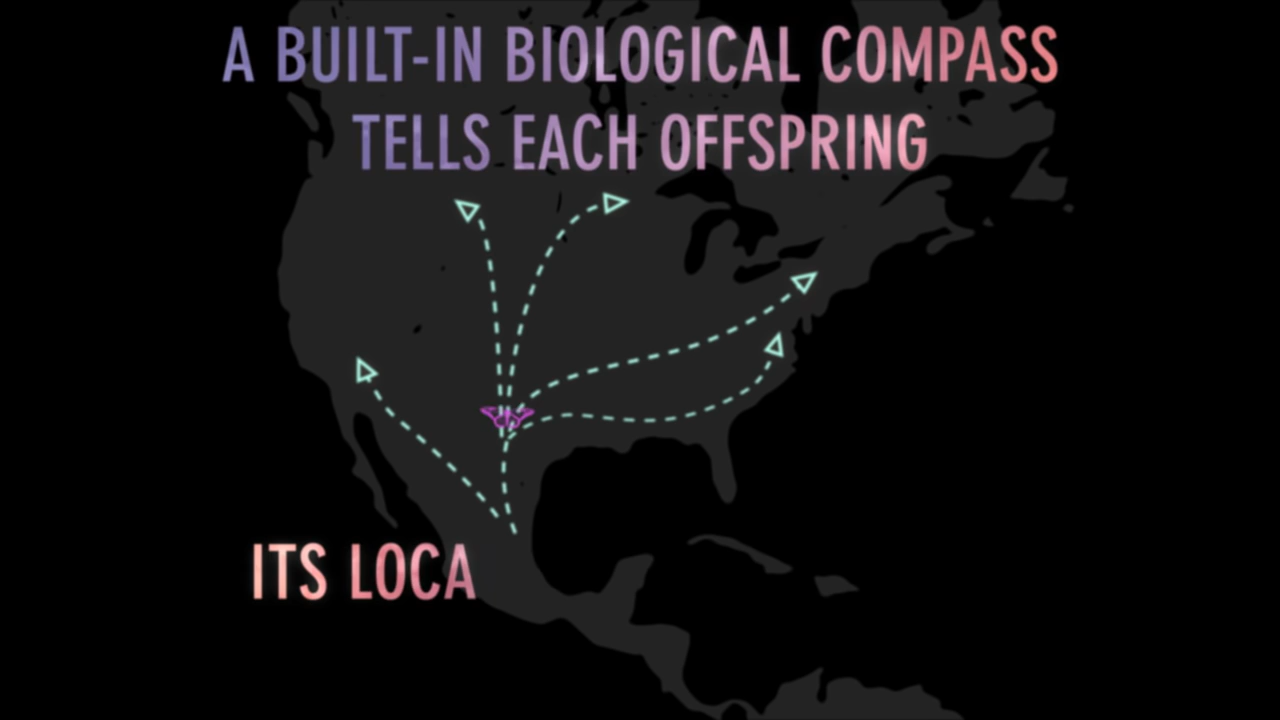 A BUILT-IN BIOLOGICAL COMPASS
TELLS EACH OFFSPRING
ITS LOCA